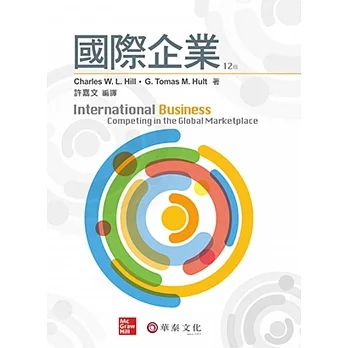 國際企業 12版
Charles W. L. Hill・G. Tomas M. Hult 著
許嘉文 編譯
International Business
Competing in the Global Marketplace
Mc
Graw
Hill
華泰文化